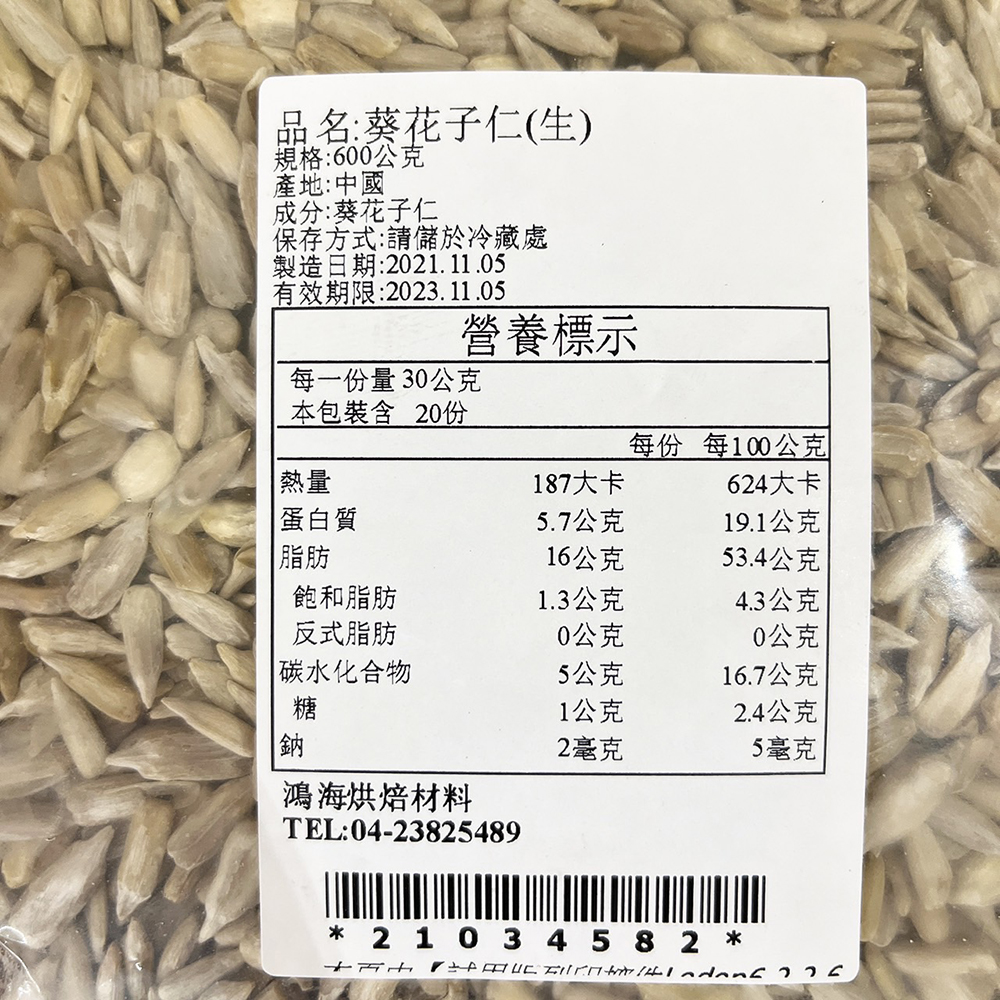 品名:葵花子仁(生)
規格:600公克
產地:中國
成分:葵花子仁
保存方式:請儲於冷藏處
製造日期:2021.11.05
有效期限:2023.11.05
營養標示
每一份量 30公克
本包裝含 20份
每份 每100公克
熱量 187大卡 624大卡
蛋白質 5.7公克 19.1公克
脂肪 16公克 53.4公克
飽和脂肪 1.3公克 4.3公克
反式脂肪 0公克 0公克
碳水化合物 5公克 16.7公克
糖 1公克 2.4公克
鈉 2毫克 5毫克
鴻海烘焙材料
TEL:04-23825489
*21034582*